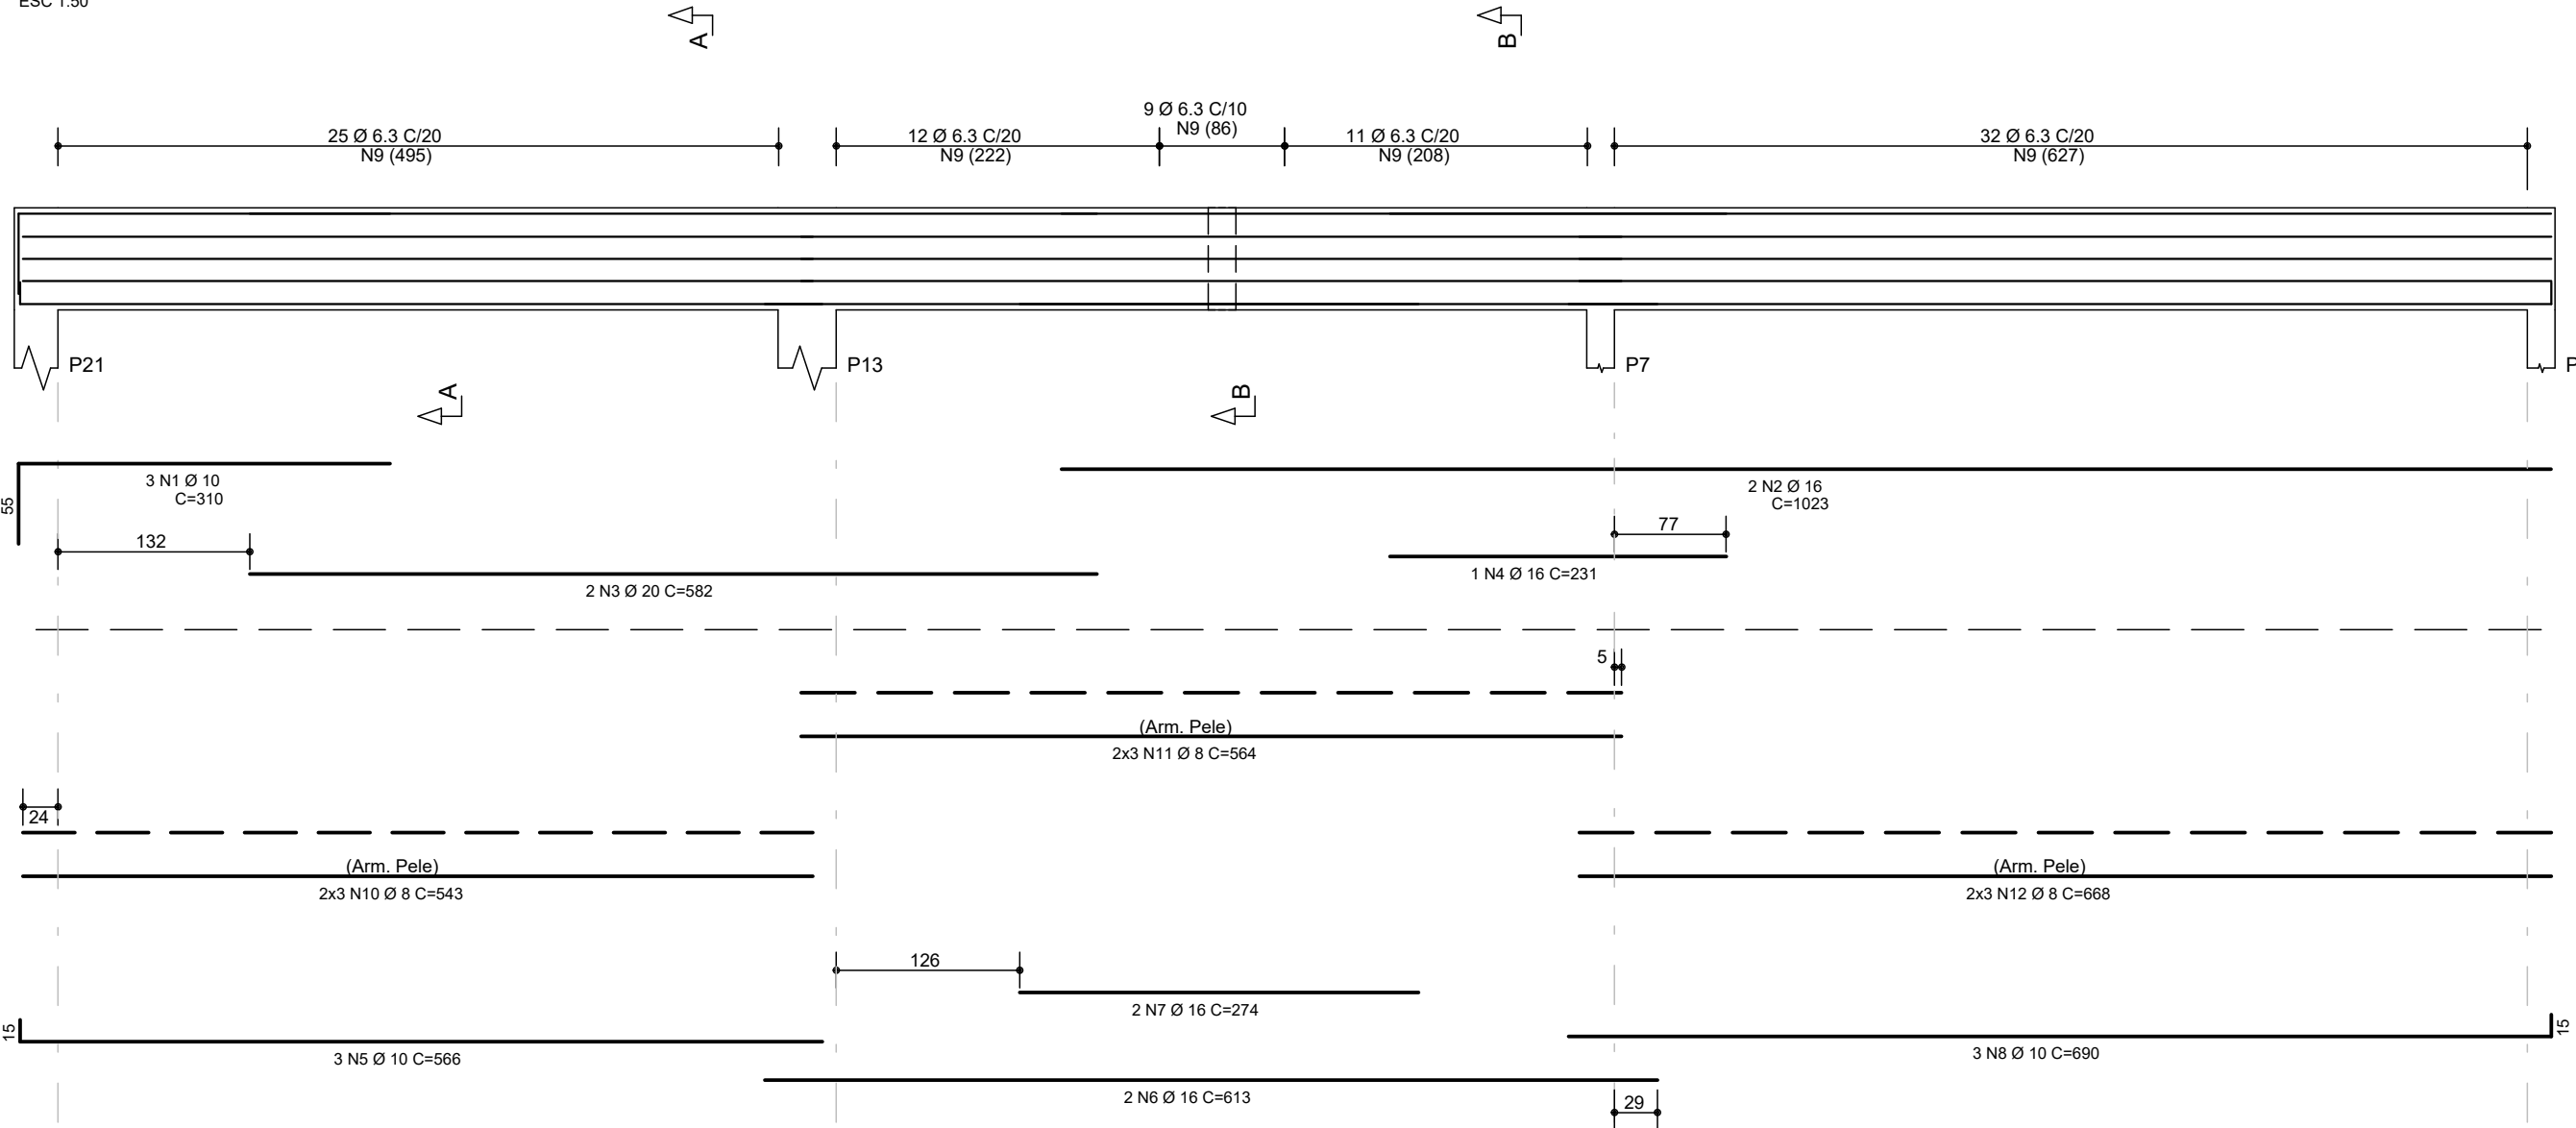 ESC 1:50
A
B
9 Ø 6.3 C/10
N9 (86)
25 Ø 6.3 C/20
N9 (495)
12 Ø 6.3 C/20
N9 (222)
11 Ø 6.3 C/20
N9 (208)
32 Ø 6.3 C/20
N9 (627)
P21
P13
P7
P
A
B
3 N1 Ø 10
C=310
55
2 N2 Ø 16
C=1023
132
77
2 N3 Ø 20 C=582
1 N4 Ø 16 C=231
5
(Arm. Pele)
2x3 N11 Ø 8 C=564
24
(Arm. Pele)
2x3 N10 Ø 8 C=543
(Arm. Pele)
2x3 N12 Ø 8 C=668
126
2 N7 Ø 16 C=274
15
3 N5 Ø 10 C=566
15
3 N8 Ø 10 C=690
2 N6 Ø 16 C=613
29